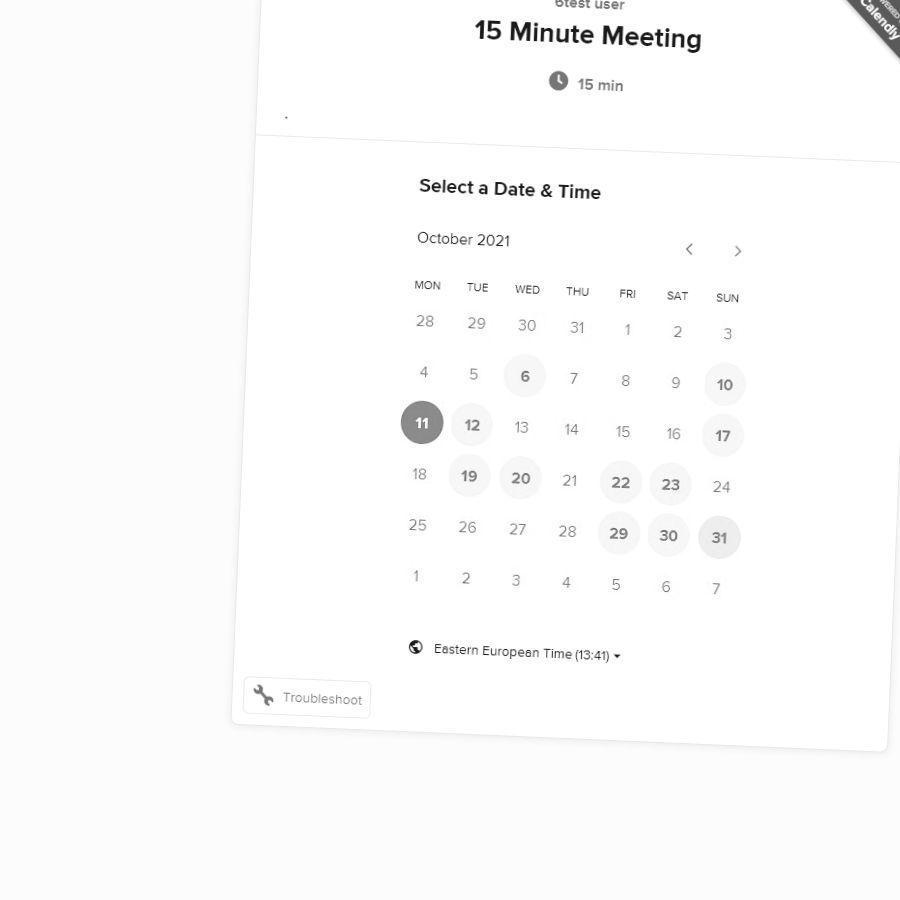 6test user
15 Minute Meeting
15 min
.
Calendly
Select a Date & Time
October 2021
MON TUE WED THU FRI SAT SUN
28 29 30 31 1 2 3
4 5 6 7 8 9 10
11 12 13 14 15 16 17
18 19 20 21 22 23 24
25 26 27 28 29 30 31
1 2 3 4 5 6 7
Eastern European Time (13:41)
Troubleshoot